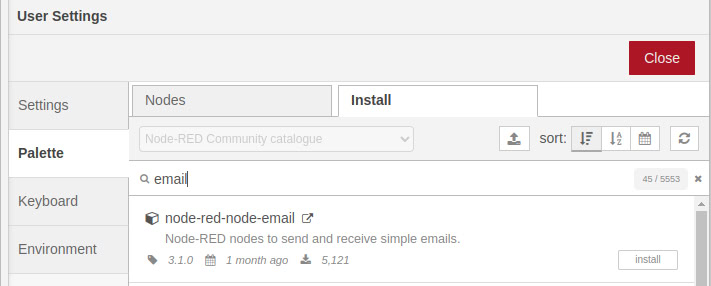 User Settings
Close
Settings
Palette
Keyboard
Environment
Nodes
Install
Node-RED Community catalogue
sort:
email
45 / 5553
node-red-node-email
Node-RED nodes to send and receive simple emails.
3.1.0 1 month ago 5,121
install